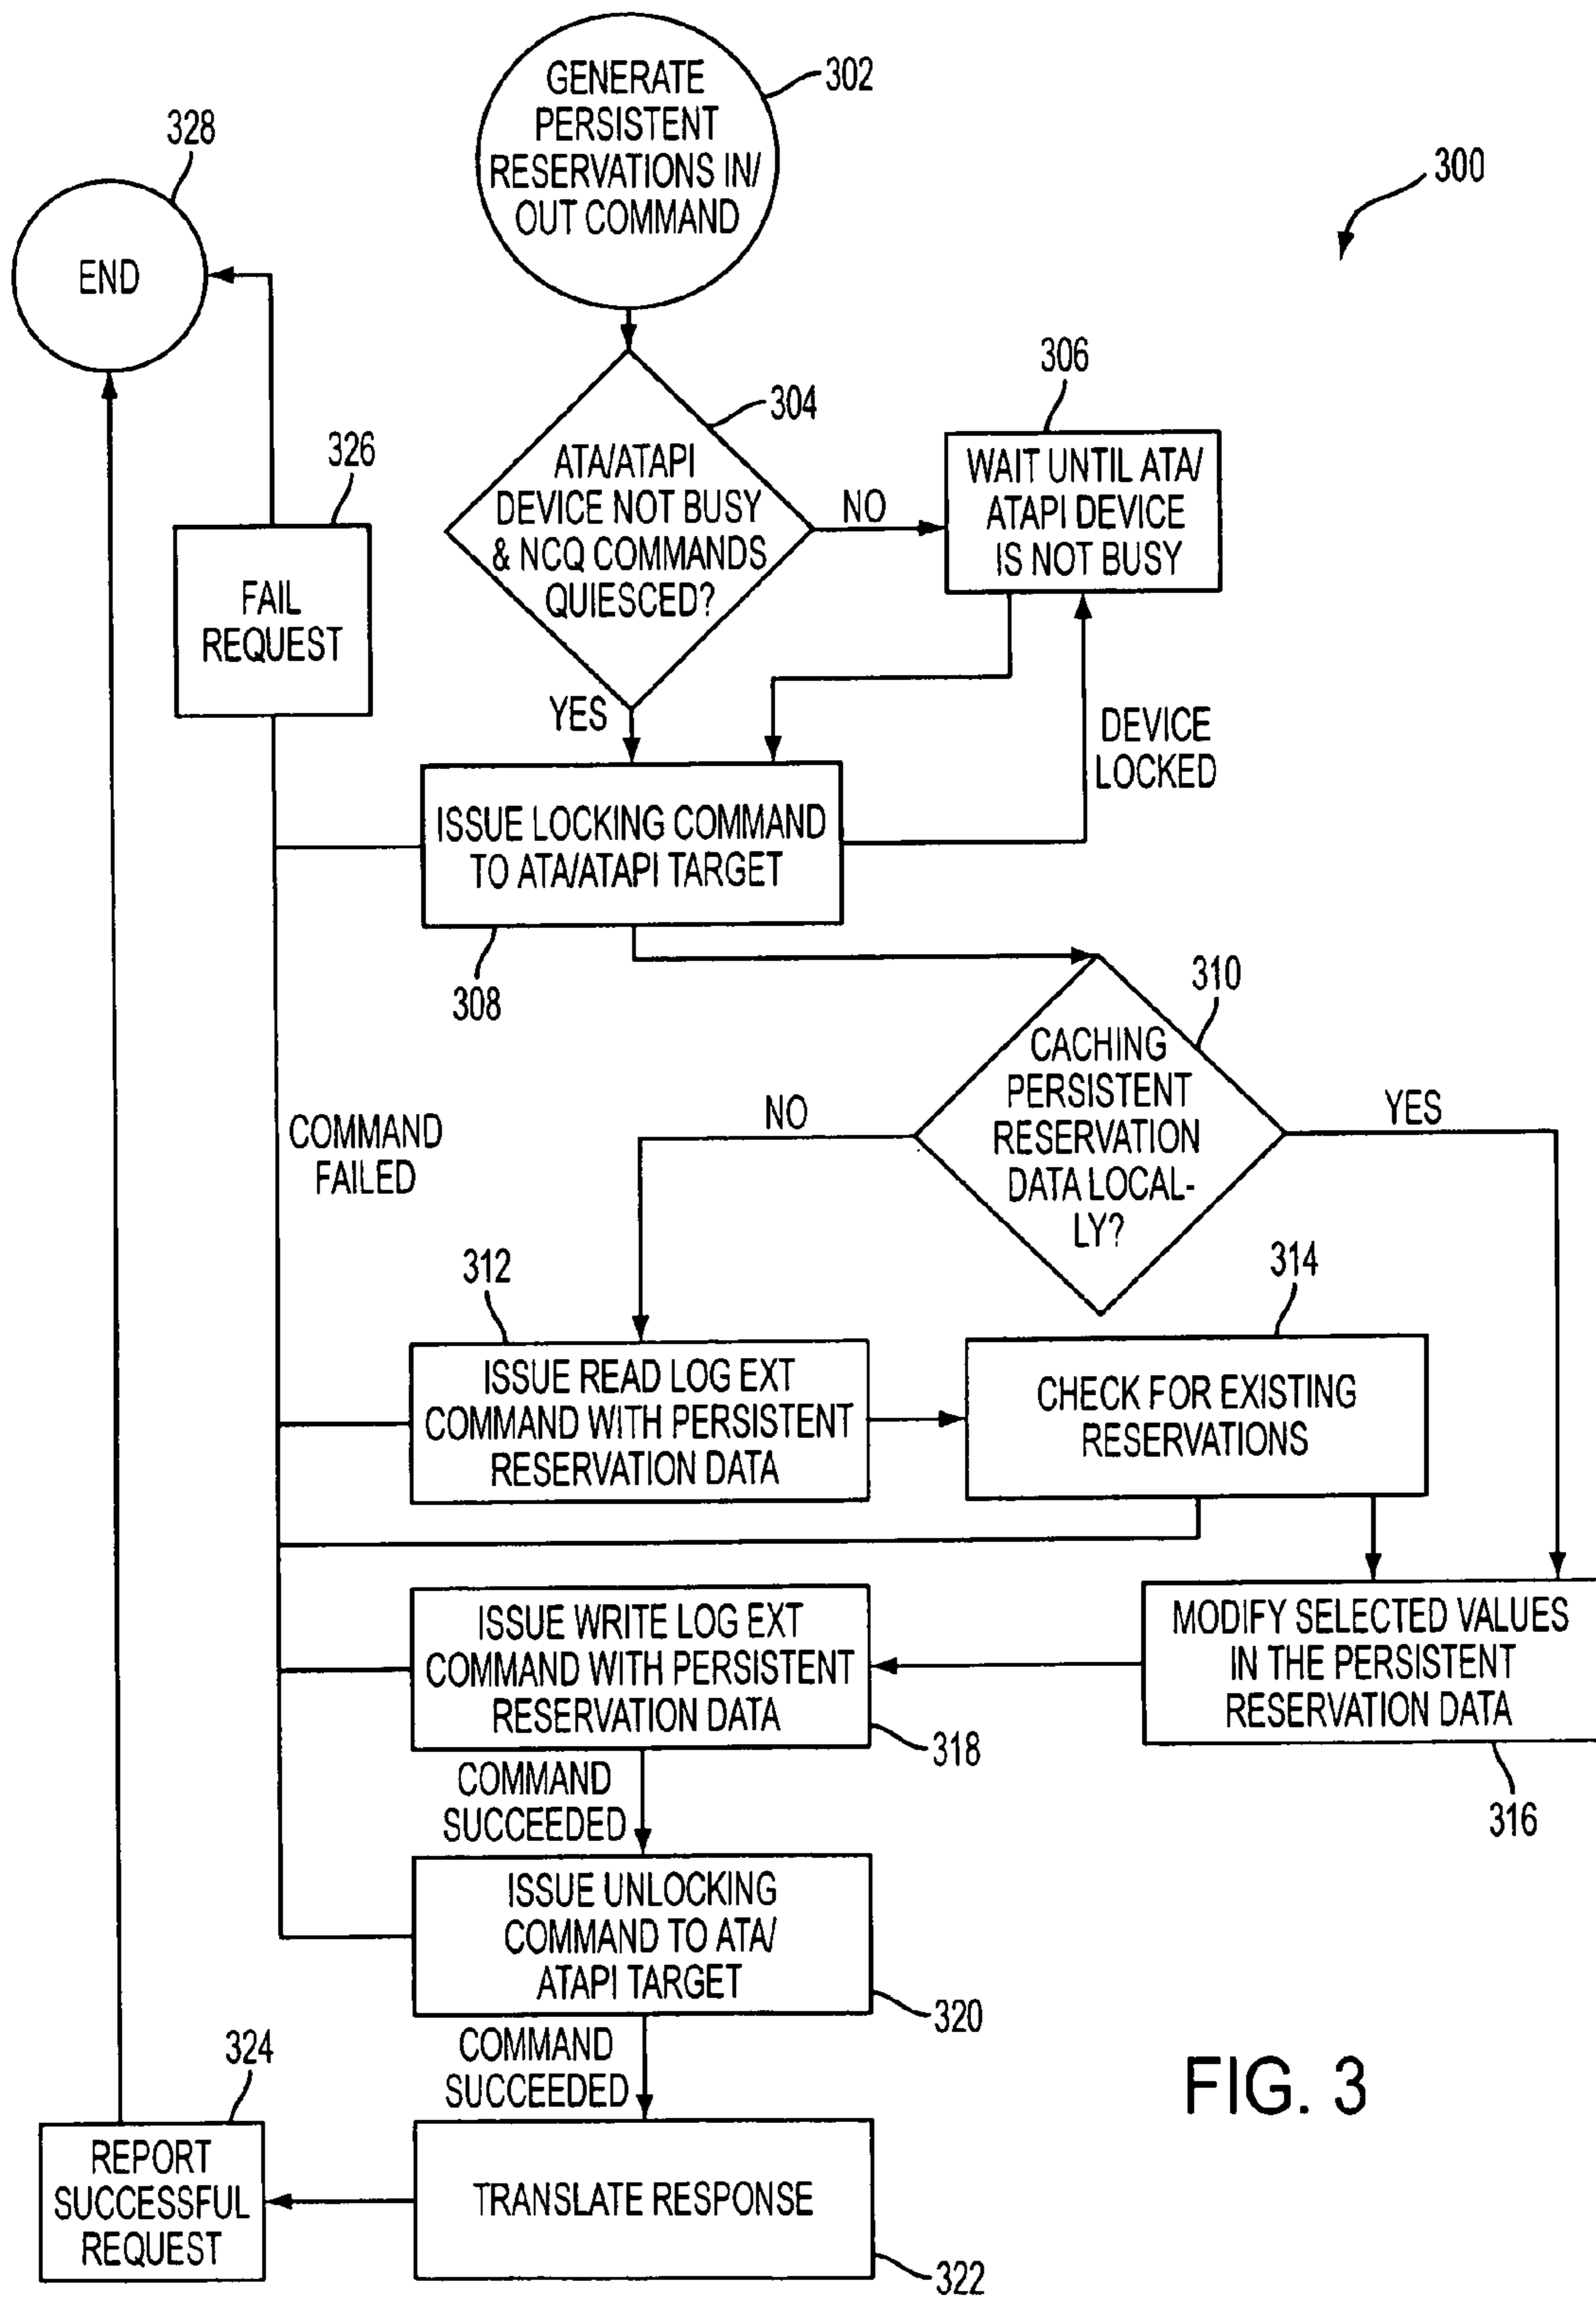 GENERATE
PERSISTENT
RESERVATIONS IN/
OUT COMMAND
302
328
END
300
304
ATA/ATAPI
DEVICE NOT BUSY
& NCQ COMMANDS
QUIESCED?
NO
YES
306
WAIT UNTIL ATA/
ATAPI DEVICE
IS NOT BUSY
326
FAIL
REQUEST
DEVICE
LOCKED
ISSUE LOCKING COMMAND
TO ATA/ATAPI TARGET
308
310
CACHING
PERSISTENT
RESERVATION
DATA LOCAL-
LY?
NO
YES
COMMAND
FAILED
312
ISSUE READ LOG EXT
COMMAND WITH PERSISTENT
RESERVATION DATA
314
CHECK FOR EXISTING
RESERVATIONS
ISSUE WRITE LOG EXT
COMMAND WITH PERSISTENT
RESERVATION DATA
318
MODIFY SELECTED VALUES
IN THE PERSISTENT
RESERVATION DATA
316
COMMAND
SUCCEEDED
ISSUE UNLOCKING
COMMAND TO ATA/
ATAPI TARGET
320
COMMAND
SUCCEEDED
324
REPORT
SUCCESSFUL
REQUEST
TRANSLATE RESPONSE
322
FIG. 3